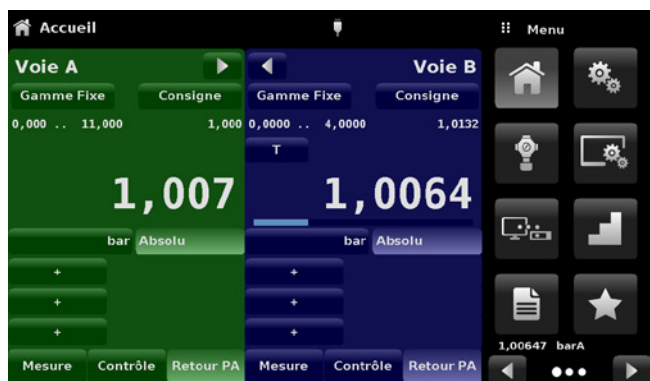 Accueil
Menu
Voie A
Voie B
Gamme Fixe Consigne
Gamme Fixe Consigne
0,000 .. 11,000 1,000
0,0000 .. 4,0000 1,0132
T
1,007
1,0064
bar Absolu
bar Absolu
+
+
+
+
+
+
Mesure Contrôle Retour PA
Mesure Contrôle Retour PA
1,00647 barA